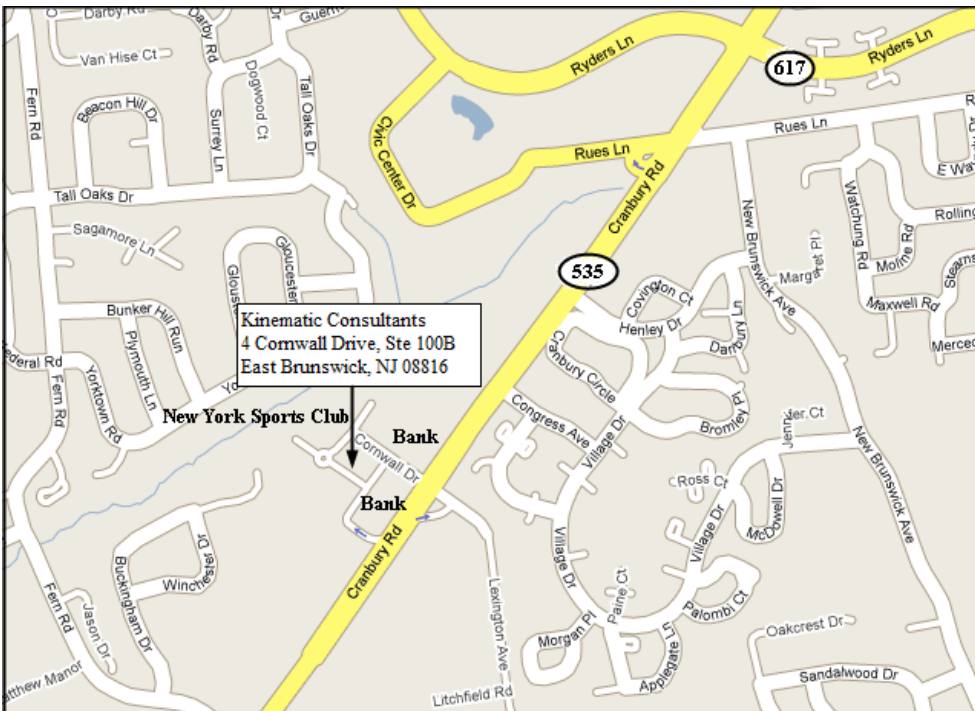 Darby Rd
Guern
Dr
Darby Rd
Van Hise Ct
Dogwood Ct
Tall Oaks Dr
Fern Rd
Beacon Hill Dr
Surrey Ln
Ryders Ln
Ryders Ln
617
Civic Center Dr
Rues Ln
Rues Ln
E Way
Tall Oaks Dr
Cranbury Rd
New Brunswick Ave
Watchung Rd
Rolling
Sagamore Ln
Gloucester
Moline Rd
Margaret Pl
Stearns
535
Covington Ct
Maxwell Rd
Bunker Hill Run
Plymouth Ln
Kinematic Consultants
4 Cornwall Drive, Ste 100B
East Brunswick, NJ 08816
Henley Dr
Danbury Ln
Merced
Federal Rd
Fern Rd
Yorktown Rd
Yo
Cranbury Circle
New York Sports Club
Congress Ave
Bromley Pl
Village Dr
Bank
Cornwall Dr
New Brunswick Ave
Ross Ct
McDowell Dr
Bank
Village Dr
Village Dr
Cranbury Rd
Winchester Dr
Buckingham Dr
Lexington Ave
Paine Ct
Palombi Ct
Fern Rd
Jason Dr
Morgan Pl
Applegate Ln
Oakcrest Dr
atthew Manor
Litchfield Rd
Sandalwood Dr